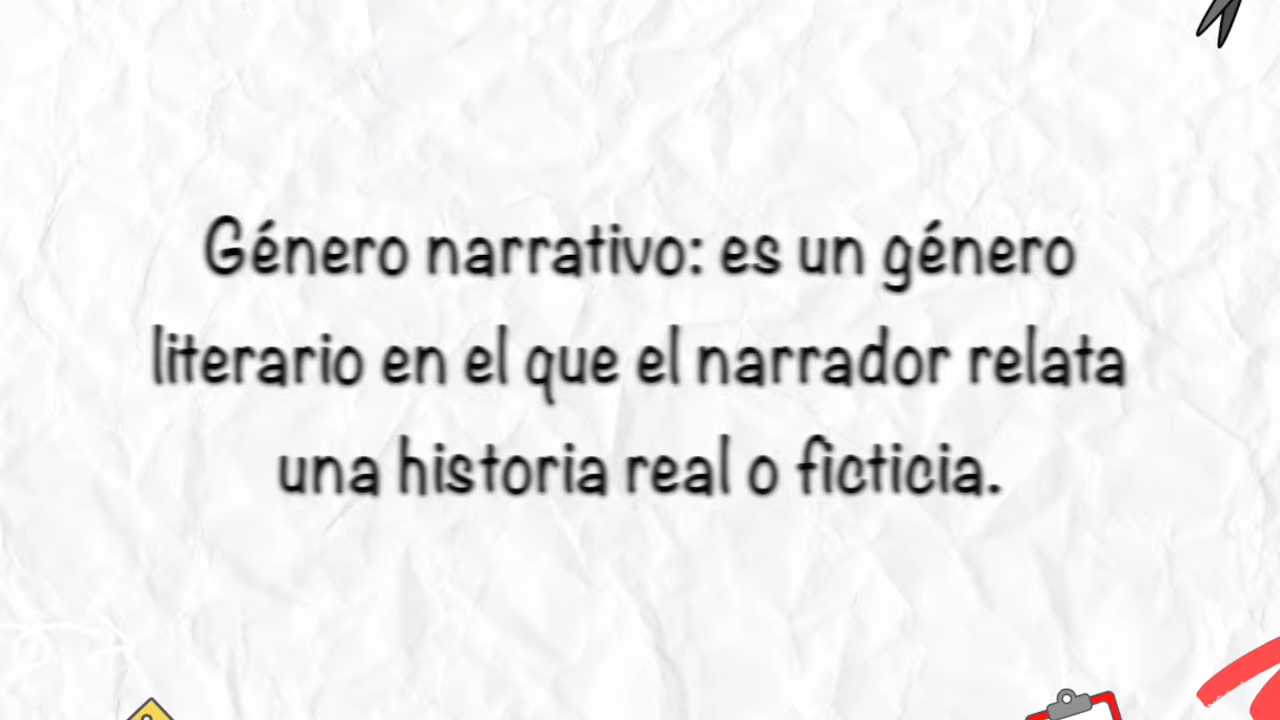 Género narrativo: es un género
literario en el que el narrador relata
una historia real o ficticia.